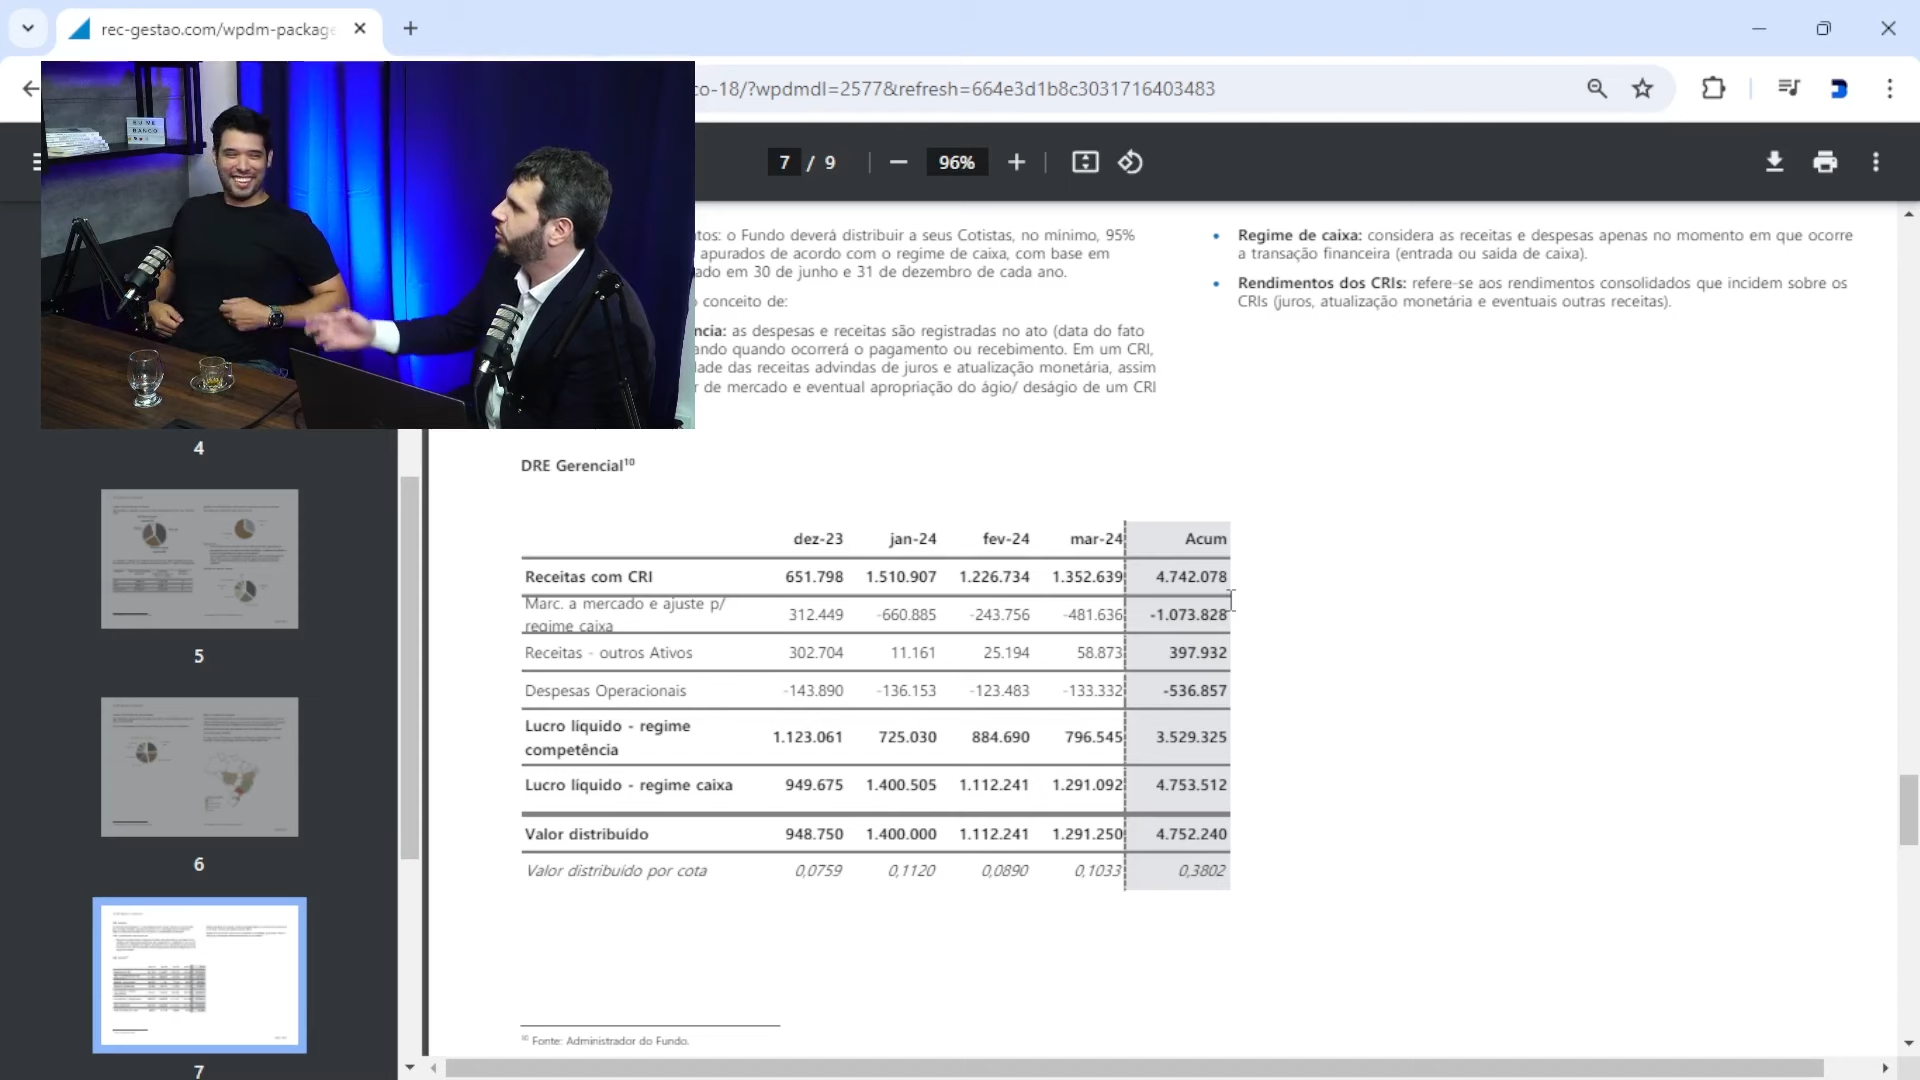 rec-gestao.com/wpdm-package
co-18/?wpdmdl=2577&refresh=664e3d1b8c3031716403483
EU ME
BANCO
7 / 9
96%
tos: o Fundo deverá distribuir a seus Cotistas, no mínimo, 95%
apurados de acordo com o regime de caixa, com base em
ado em 30 de junho e 31 de dezembro de cada ano.
conceito de:
ncia: as despesas e receitas são registradas no ato (data do fato
ando quando ocorrerá o pagamento ou recebimento. Em um CRI,
lade das receitas advindas de juros e atualização monetária, assim
r de mercado e eventual apropriação do ágio/ deságio de um CRI
• Regime de caixa: considera as receitas e despesas apenas no momento em que ocorre
a transação financeira (entrada ou saída de caixa).
• Rendimentos dos CRIs: refere-se aos rendimentos consolidados que incidem sobre os
CRIs (juros, atualização monetária e eventuais outras receitas).
4
5
6
7
DRE Gerencial¹⁰
dez-23 jan-24 fev-24 mar-24 Acum
Receitas com CRI 651.798 1.510.907 1.226.734 1.352.639 4.742.078
Marc. a mercado e ajuste p/
regime caixa 312.449 -660.885 -243.756 -481.636 -1.073.828
Receitas - outros Ativos 302.704 11.161 25.194 58.873 397.932
Despesas Operacionais -143.890 -136.153 -123.483 -133.332 -536.857
Lucro líquido - regime
competência 1.123.061 725.030 884.690 796.545 3.529.325
Lucro líquido - regime caixa 949.675 1.400.505 1.112.241 1.291.092 4.753.512
Valor distribuído 948.750 1.400.000 1.112.241 1.291.250 4.752.240
Valor distribuído por cota 0,0759 0,1120 0,0890 0,1033 0,3802
¹⁰ Fonte: Administrador do Fundo.